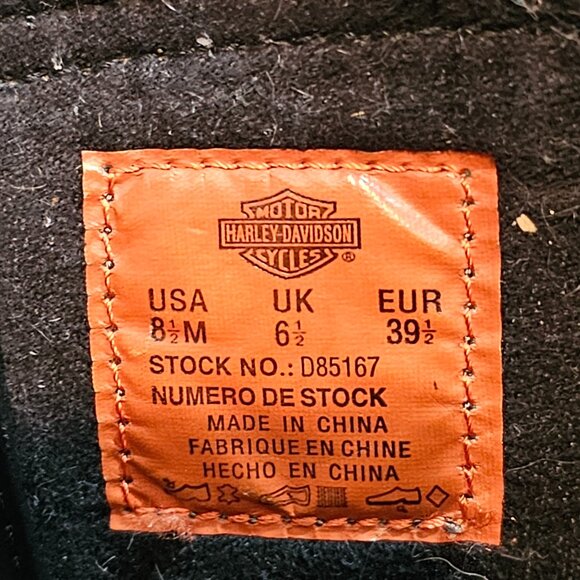 MOTOR
HARLEY-DAVIDSON
CYCLES®
USA UK EUR
8½M 6½ 39½
STOCK NO.: D85167
NUMERO DE STOCK
MADE IN CHINA
FABRIQUE EN CHINE
HECHO EN CHINA